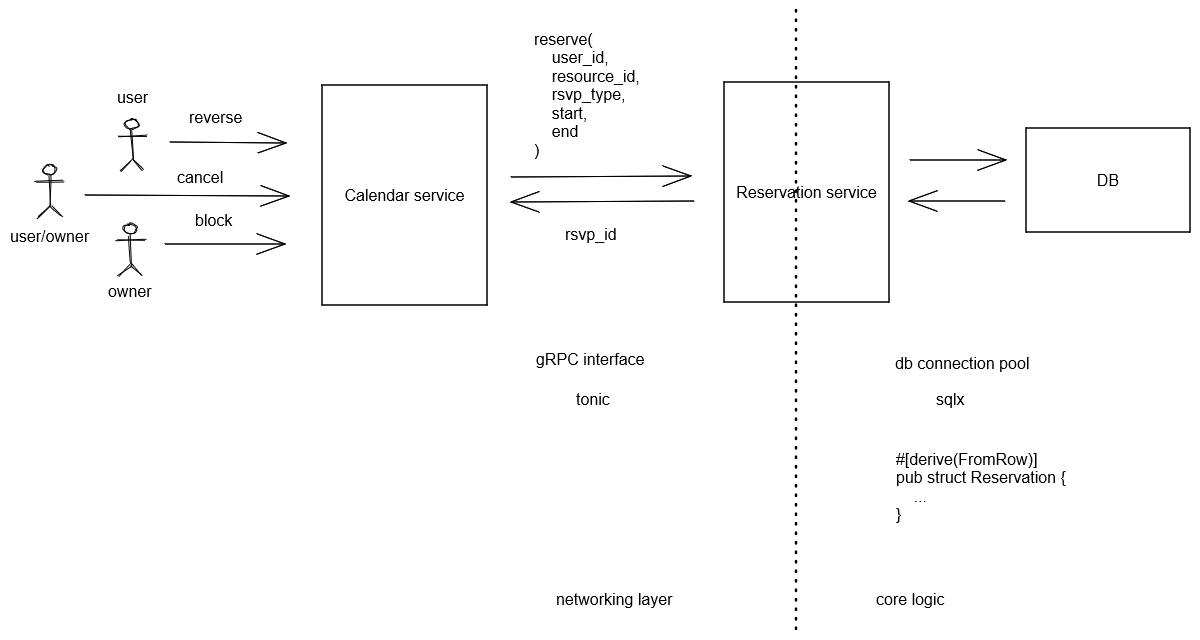 user
reverse
cancel
user/owner
block
owner
Calendar service
reserve(
user_id,
resource_id,
rsvp_type,
start,
end
)
rsvp_id
Reservation service
DB
gRPC interface
tonic
db connection pool
sqlx
#[derive(FromRow)]
pub struct Reservation {
...
}
networking layer
core logic